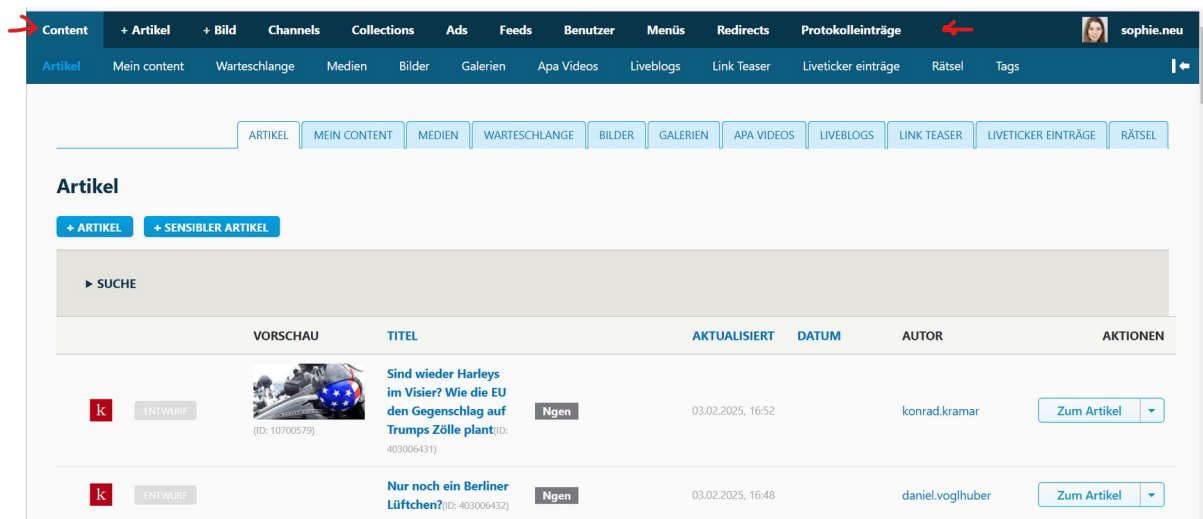 Content + Artikel + Bild Channels Collections Ads Feeds Benutzer Menüs Redirects Protokolleinträge sophie.neu
Artikel Mein content Warteschlange Medien Bilder Galerien Apa Videos Liveblogs Link Teaser Liveticker einträge Rätsel Tags
ARTIKEL MEIN CONTENT MEDIEN WARTESCHLANGE BILDER GALERIEN APA VIDEOS LIVEBLOGS LINK TEASER LIVETICKER EINTRÄGE RÄTSEL
Artikel
+ ARTIKEL + SENSIBLER ARTIKEL
▶ SUCHE
VORSCHAU TITEL AKTUALISIERT DATUM AUTOR AKTIONEN
Sind wieder Harleys
im Visier? Wie die EU
k ENTWURF den Gegenschlag auf Ngen 03.02.2025, 16:52 konrad.kramar Zum Artikel
(ID: 10700579) Trumps Zölle plant(ID:
403006431)
Nur noch ein Berliner
k ENTWURF Lüftchen?(ID: 403006432) Ngen 03.02.2025, 16:48 daniel.voglhuber Zum Artikel